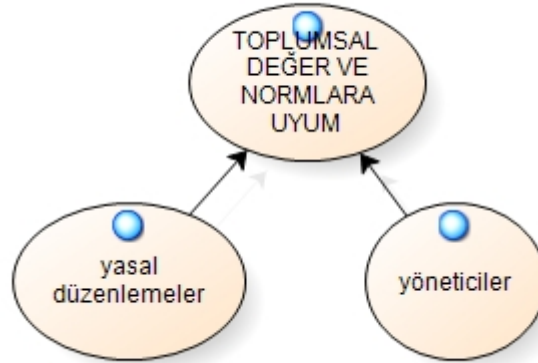 TOPLUMSAL
DEĞER VE
NORMLARA
UYUM
yasal
düzenlemeler
yöneticiler